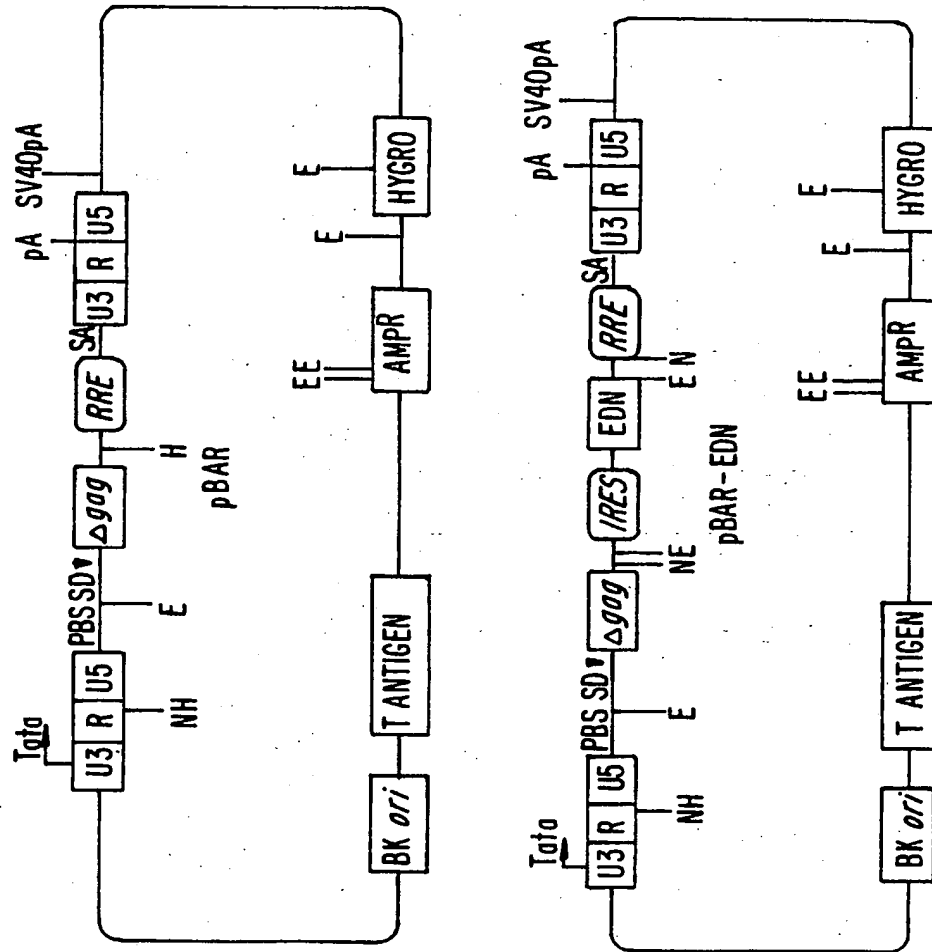 Tata
pA SV40pA
U3 R U5 PBS SD Δgag RRE SA U3 R U5
NH E H
pBAR
EE E E
BK ori T ANTIGEN AMPR HYGRO
Tata
pA SV40pA
U3 R U5 PBS SD Δgag IRES EDN RRE SA U3 R U5
NH E NE E N
pBAR-EDN
EE E E
BK ori T ANTIGEN AMPR HYGRO